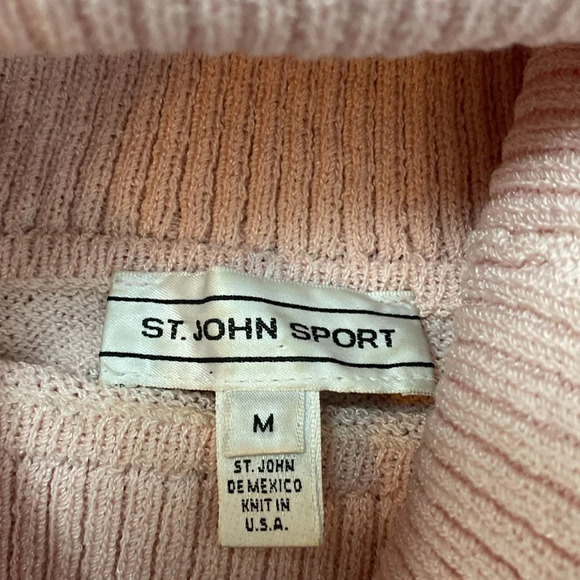 ST. JOHN SPORT
M
ST. JOHN
DE MEXICO
KNIT IN
U.S.A.